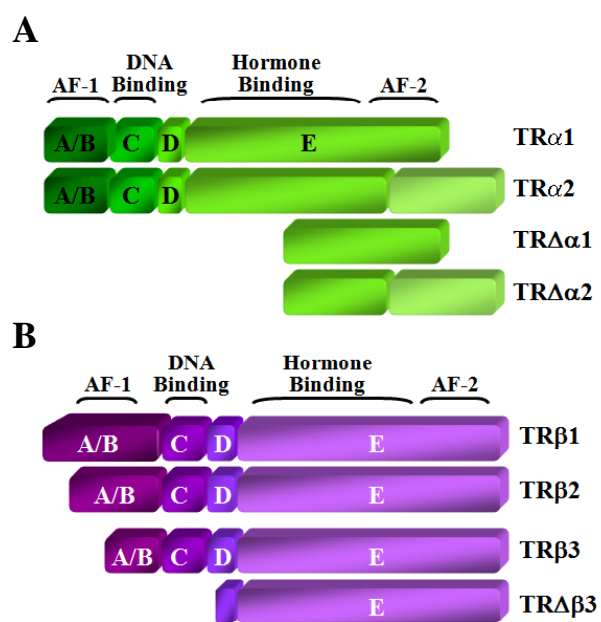 A
DNA Hormone
AF-1 Binding Binding AF-2
A/B C D E TRα1
A/B C D TRα2
TRΔα1
TRΔα2
B
DNA Hormone
AF-1 Binding Binding AF-2
A/B C D E TRβ1
A/B C D E TRβ2
A/B C D E TRβ3
E TRΔβ3